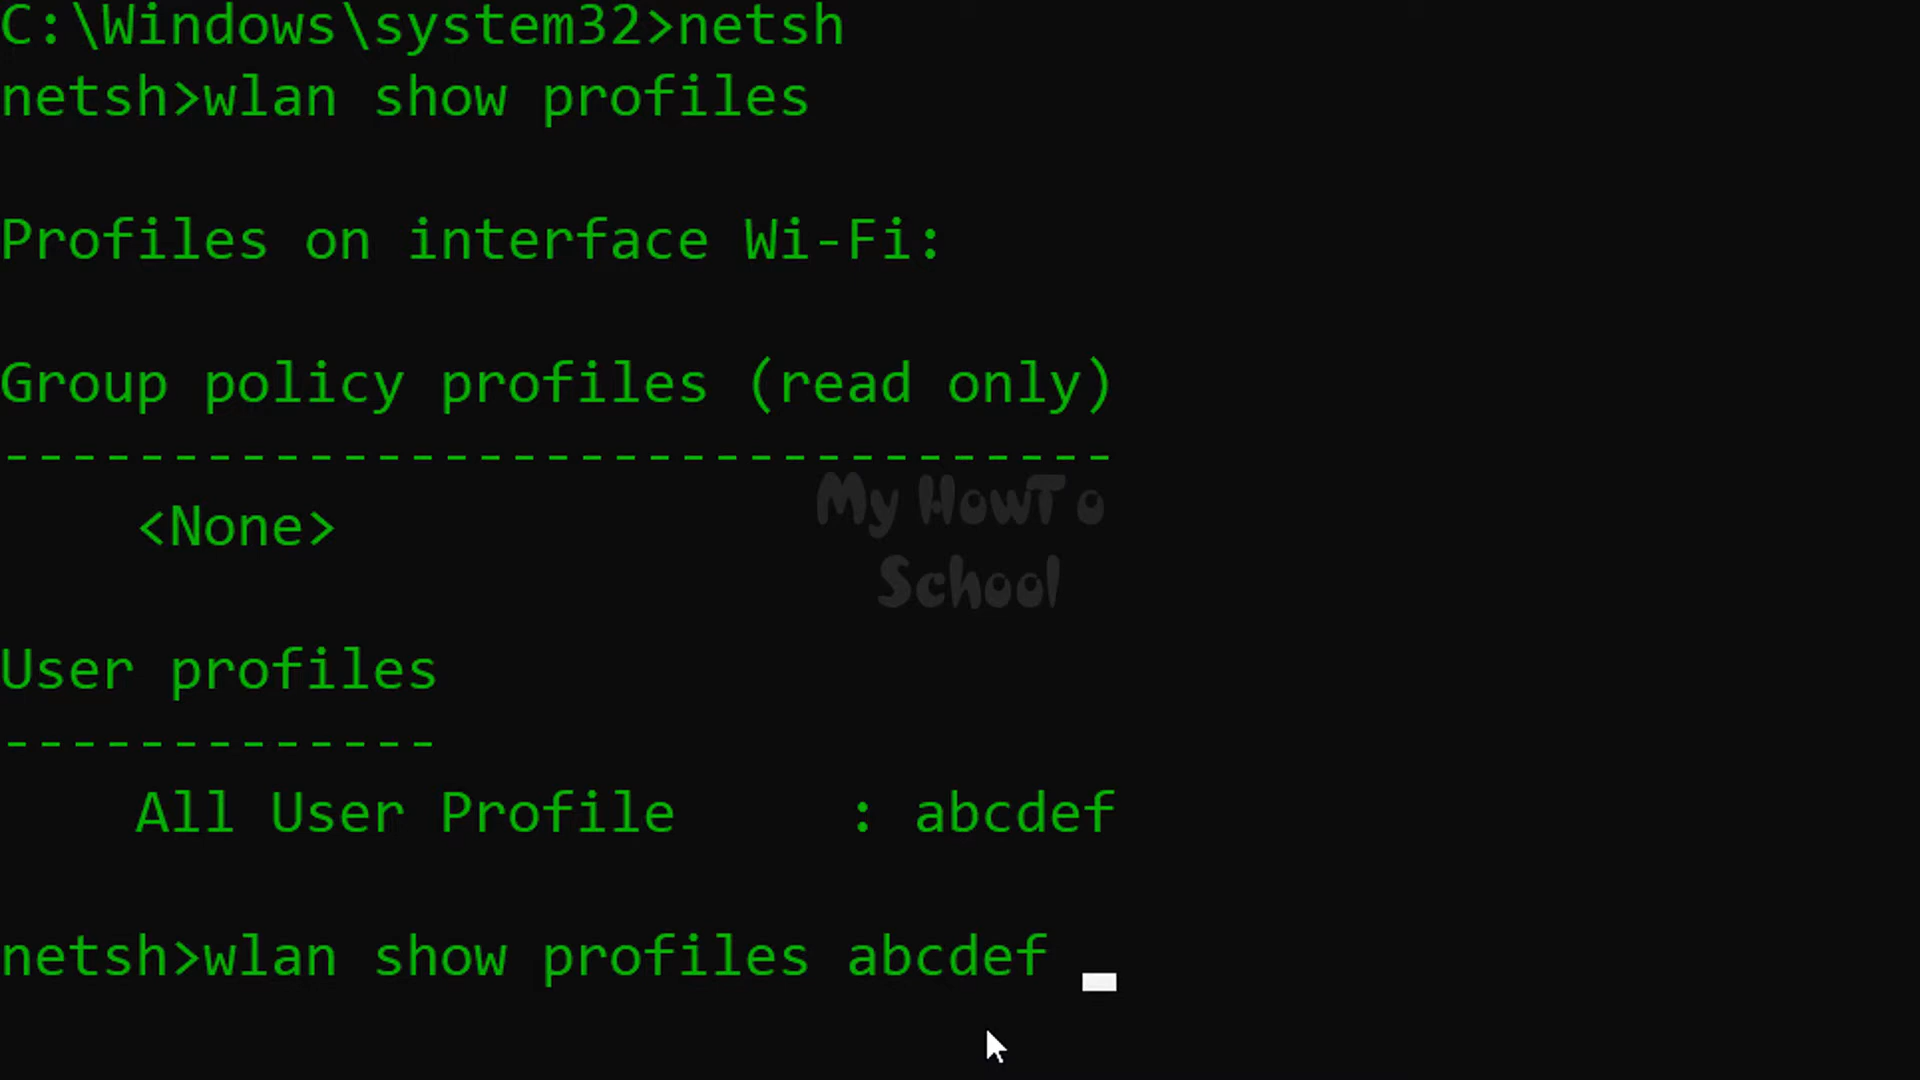 C:\Windows\system32>netsh
netsh>wlan show profiles
Profiles on interface Wi-Fi:
Group policy profiles (read only)
---------------------------------
    <None>
My HowTo
School
User profiles
-------------
    All User Profile     : abcdef
netsh>wlan show profiles abcdef